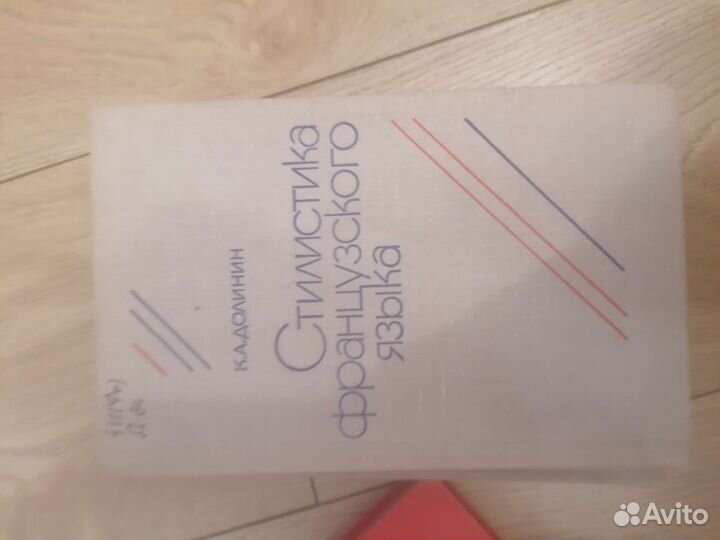 К.А.ДОЛИНИН
Стилистика
французского
языка
Avito